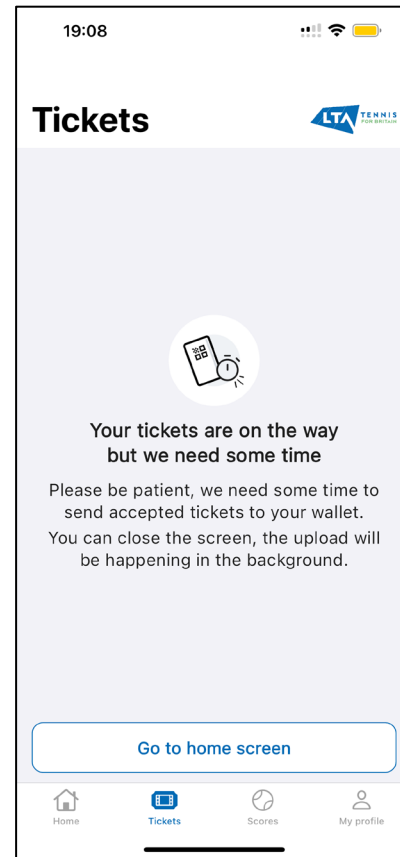 19:08
Tickets
LTA TENNIS
FOR BRITAIN
Your tickets are on the way
but we need some time
Please be patient, we need some time to
send accepted tickets to your wallet.
You can close the screen, the upload will
be happening in the background.
Go to home screen
Home Tickets Scores My profile